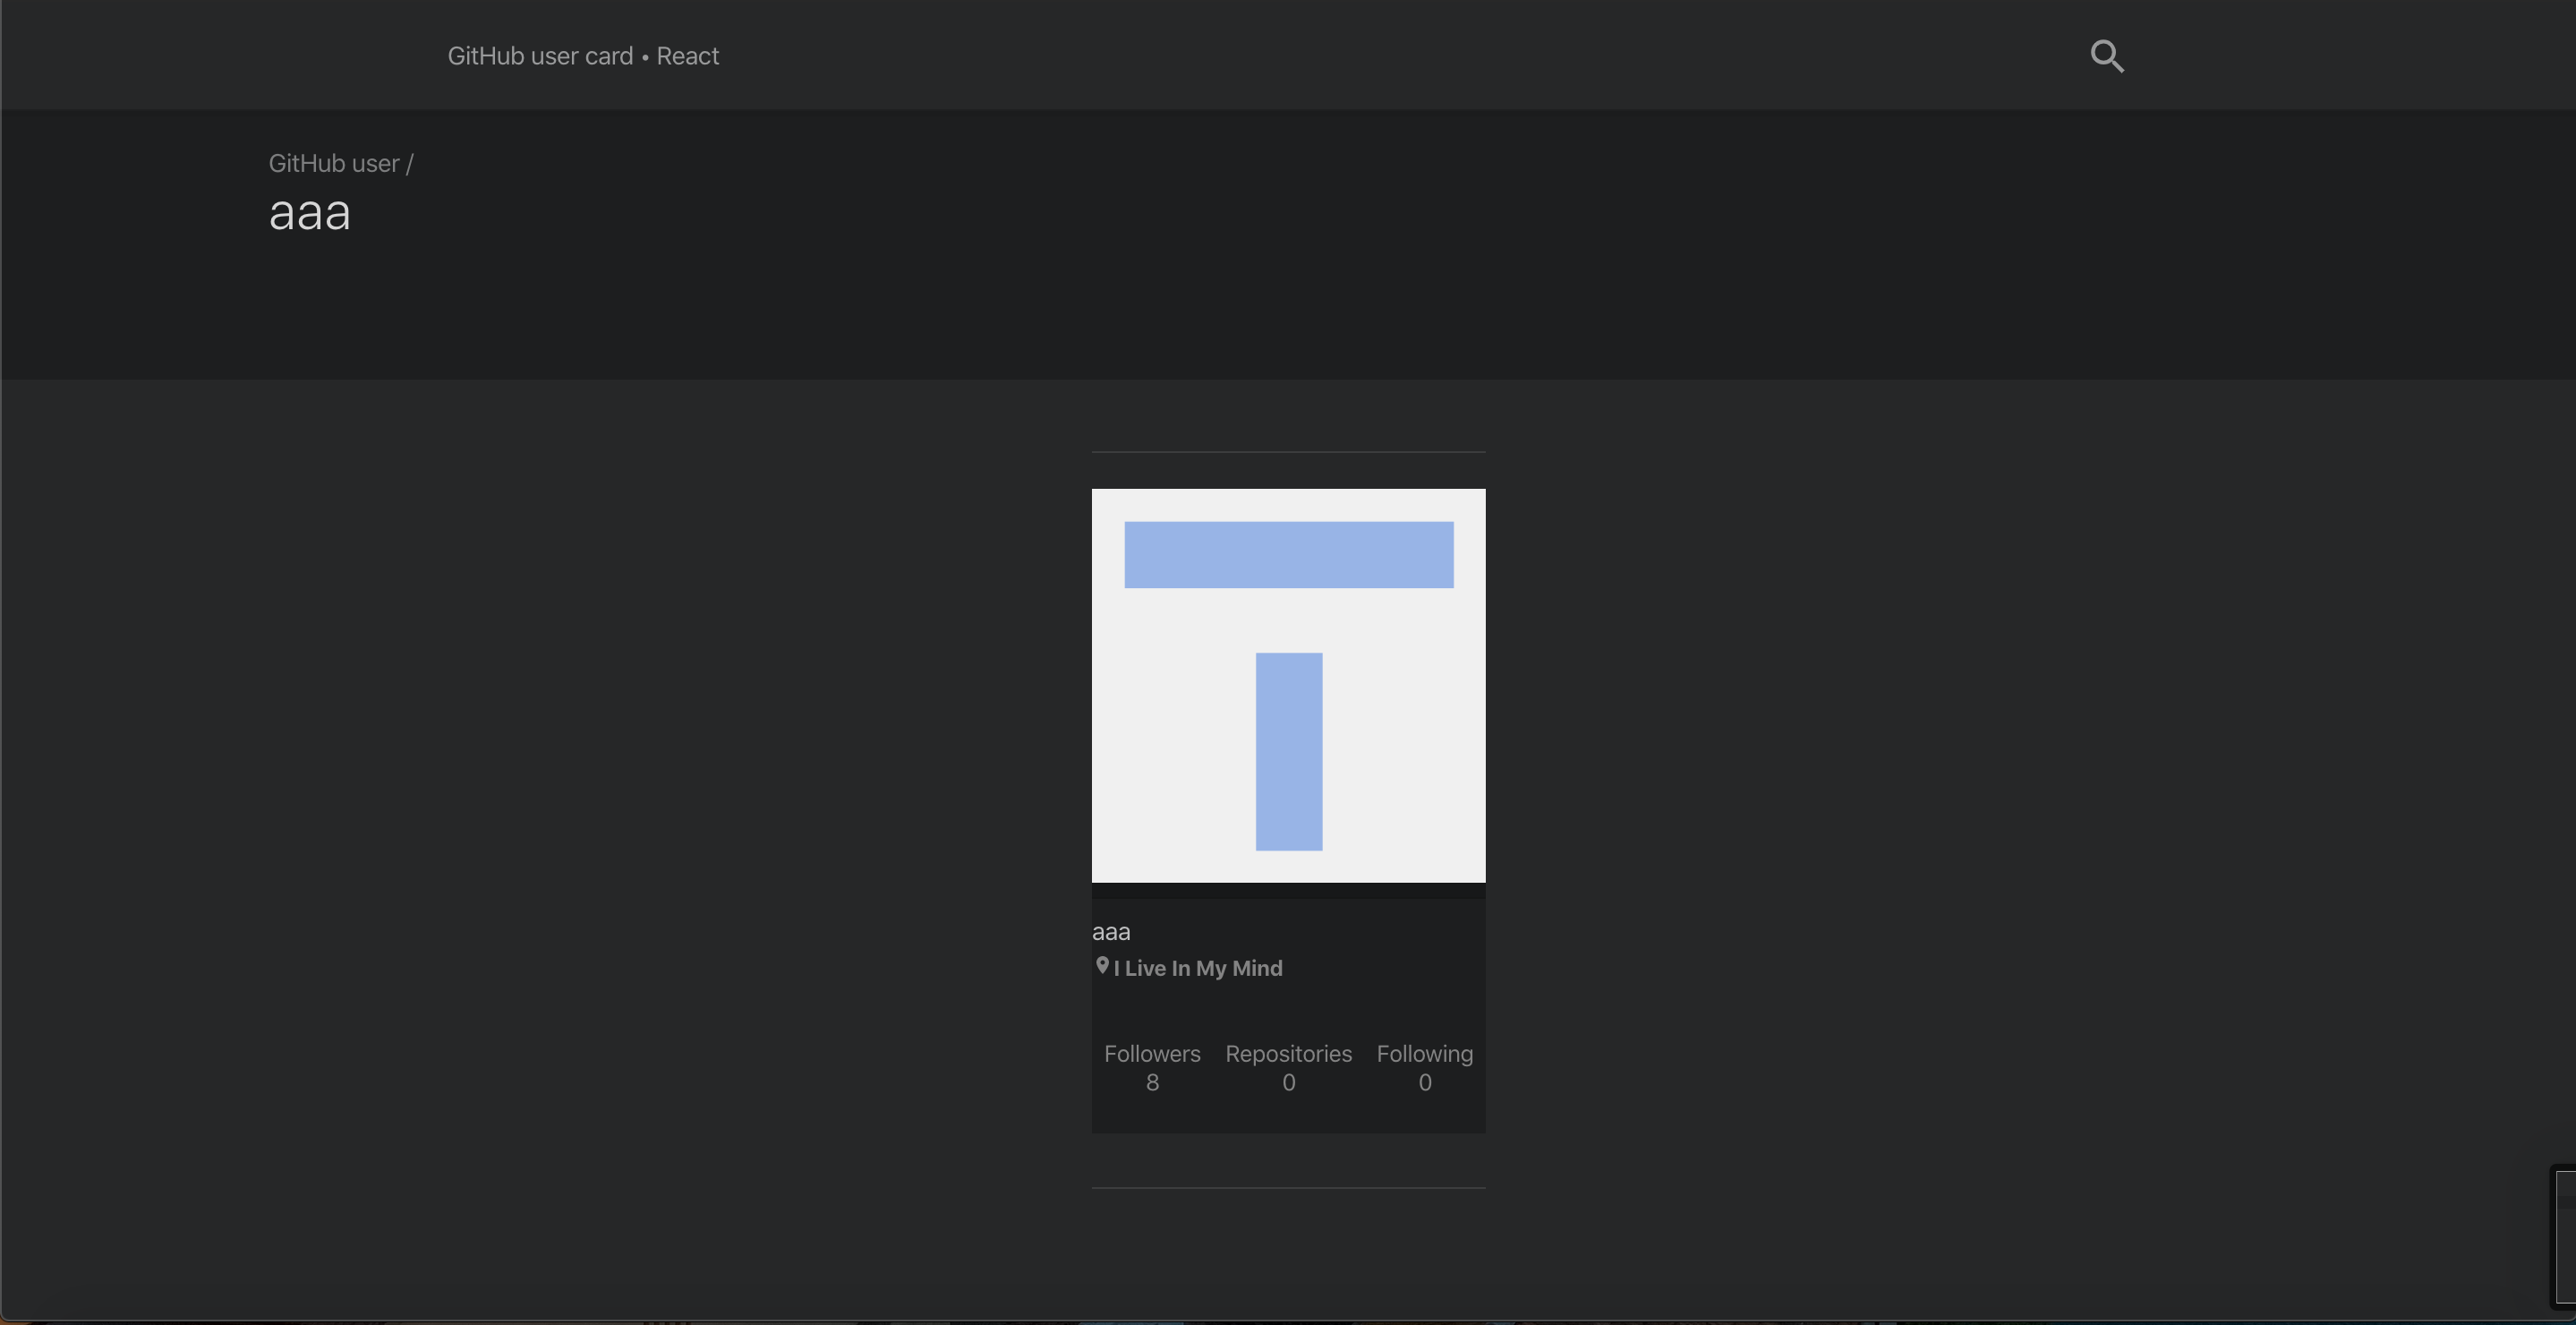 GitHub user card • React
GitHub user /
aaa
aaa
I Live In My Mind
Followers Repositories Following
8 0 0